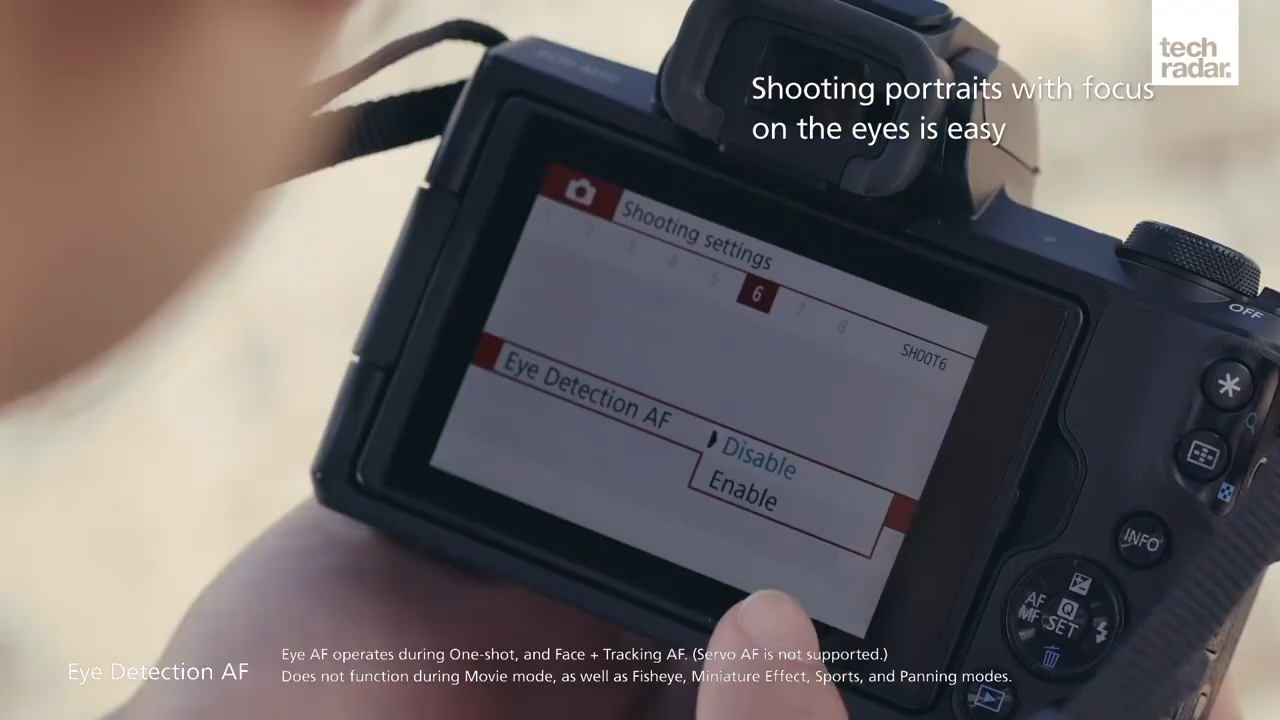 tech
radar.
Shooting portraits with focus
on the eyes is easy
Shooting settings
2 3 4 5 6 7 8
SHOOT6
OFF
Eye Detection AF
Disable
Enable
INFO
AF
MF
Q
SET
Eye Detection AF
Eye AF operates during One-shot, and Face + Tracking AF. (Servo AF is not supported.)
Does not function during Movie mode, as well as Fisheye, Miniature Effect, Sports, and Panning modes.